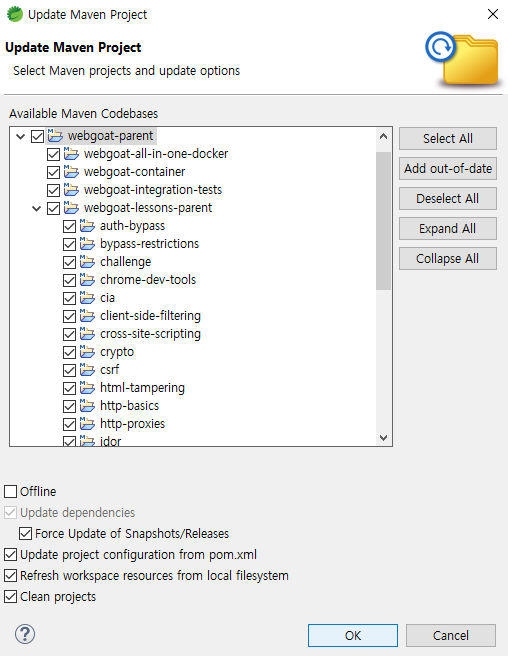 Update Maven Project
Update Maven Project
Select Maven projects and update options
Available Maven Codebases
webgoat-parent
webgoat-all-in-one-docker
webgoat-container
webgoat-integration-tests
webgoat-lessons-parent
auth-bypass
bypass-restrictions
challenge
chrome-dev-tools
cia
client-side-filtering
cross-site-scripting
crypto
csrf
html-tampering
http-basics
http-proxies
idor
Select All
Add out-of-date
Deselect All
Expand All
Collapse All
Offline
Update dependencies
Force Update of Snapshots/Releases
Update project configuration from pom.xml
Refresh workspace resources from local filesystem
Clean projects
?
OK
Cancel